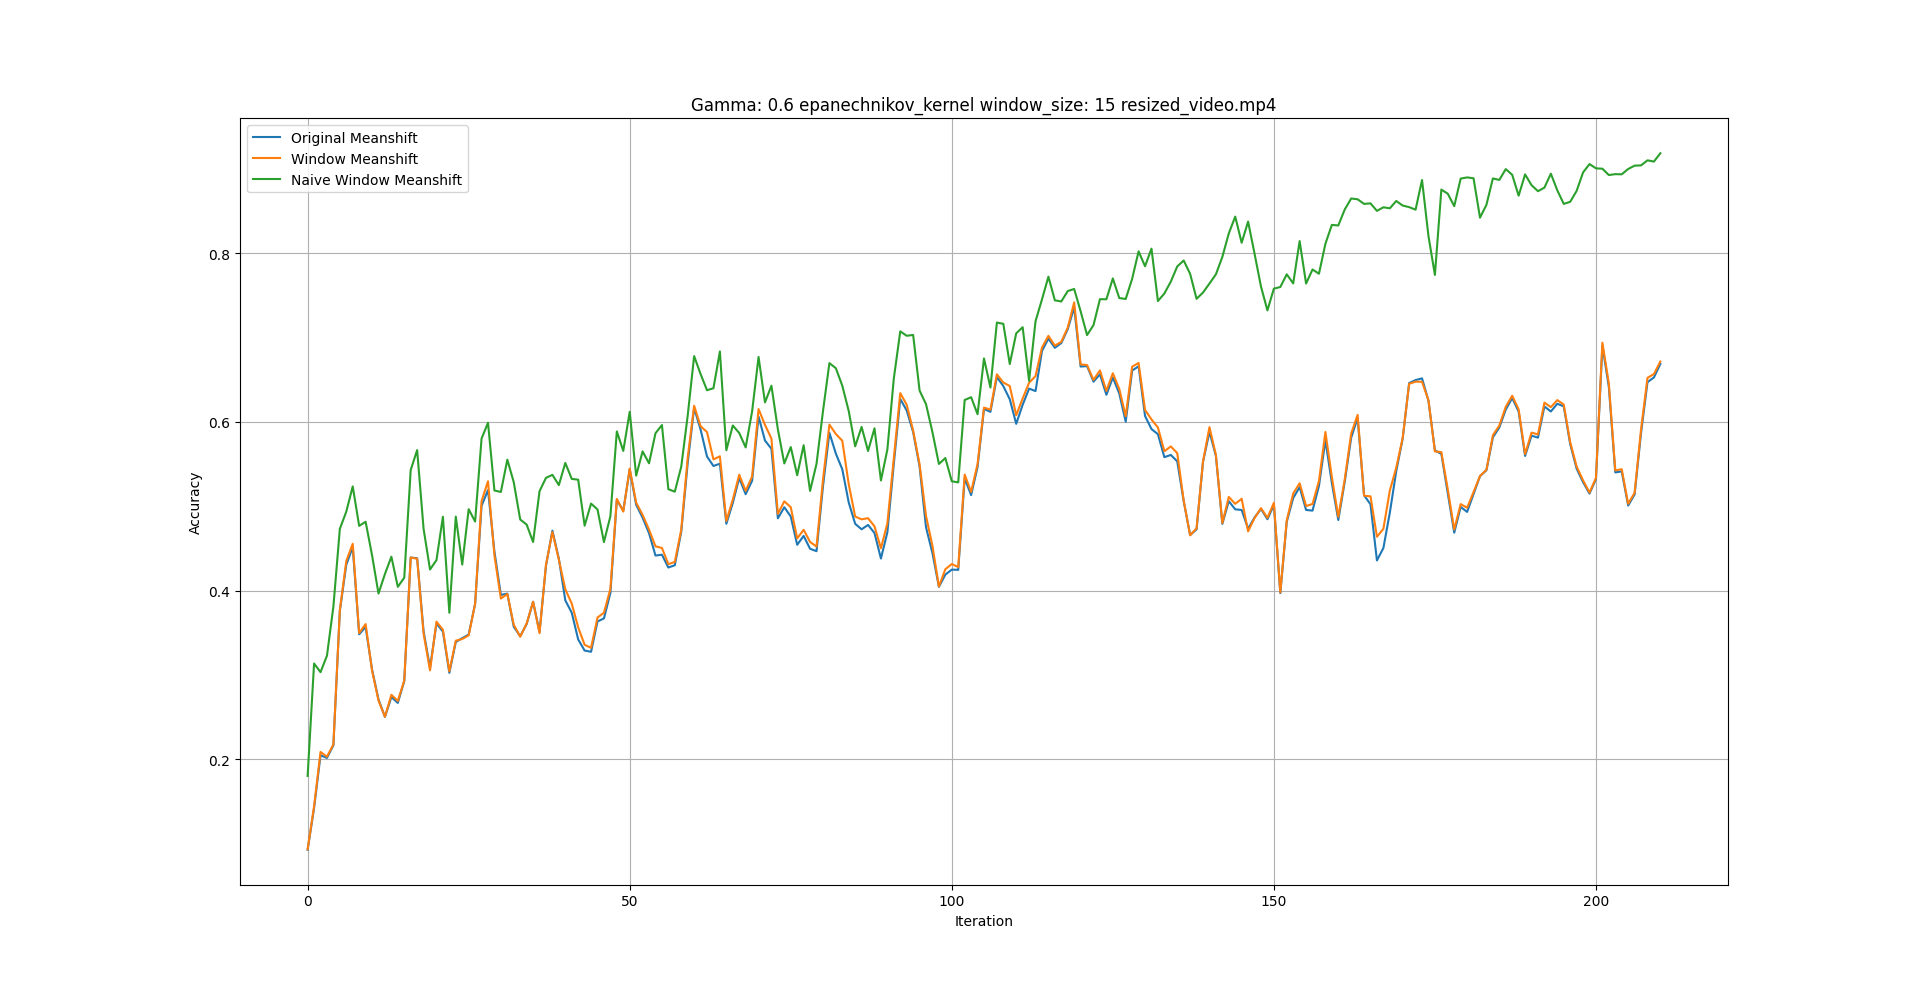 Gamma: 0.6 epanechnikov_kernel window_size: 15 resized_video.mp4
Original Meanshift
Window Meanshift
Naive Window Meanshift
Accuracy
0.8
0.6
0.4
0.2
0 50 100 150 200
Iteration